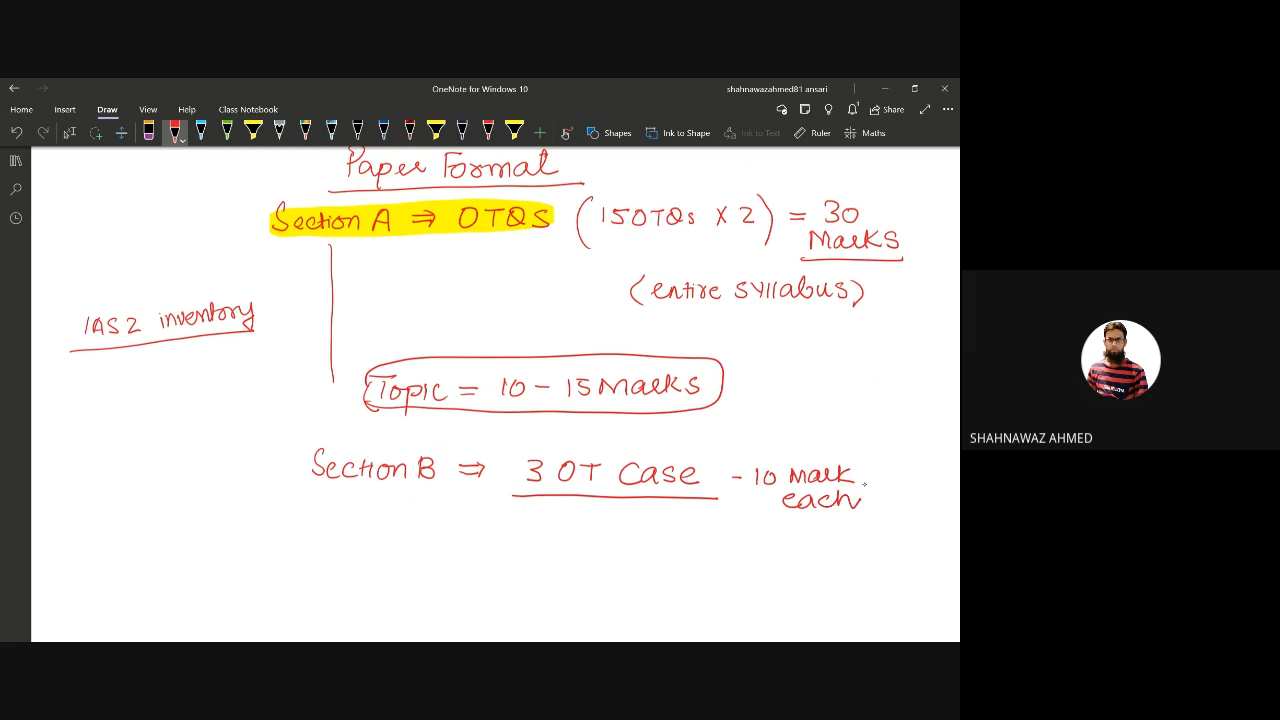 OneNote for Windows 10
shahnawazahmed81 ansari
Home Insert Draw View Help Class Notebook
Share
Shapes Ink to Shape Ink to Text Ruler Maths
Paper Format
Section A ⇒ OTQS (15OTQs X 2) = 30
Marks
(entire syllabus)
IAS2 inventory
Topic = 10 - 15 Marks
Section B ⇒ 3 OT Case - 10 Mark
each
SHAHNAWAZ AHMED